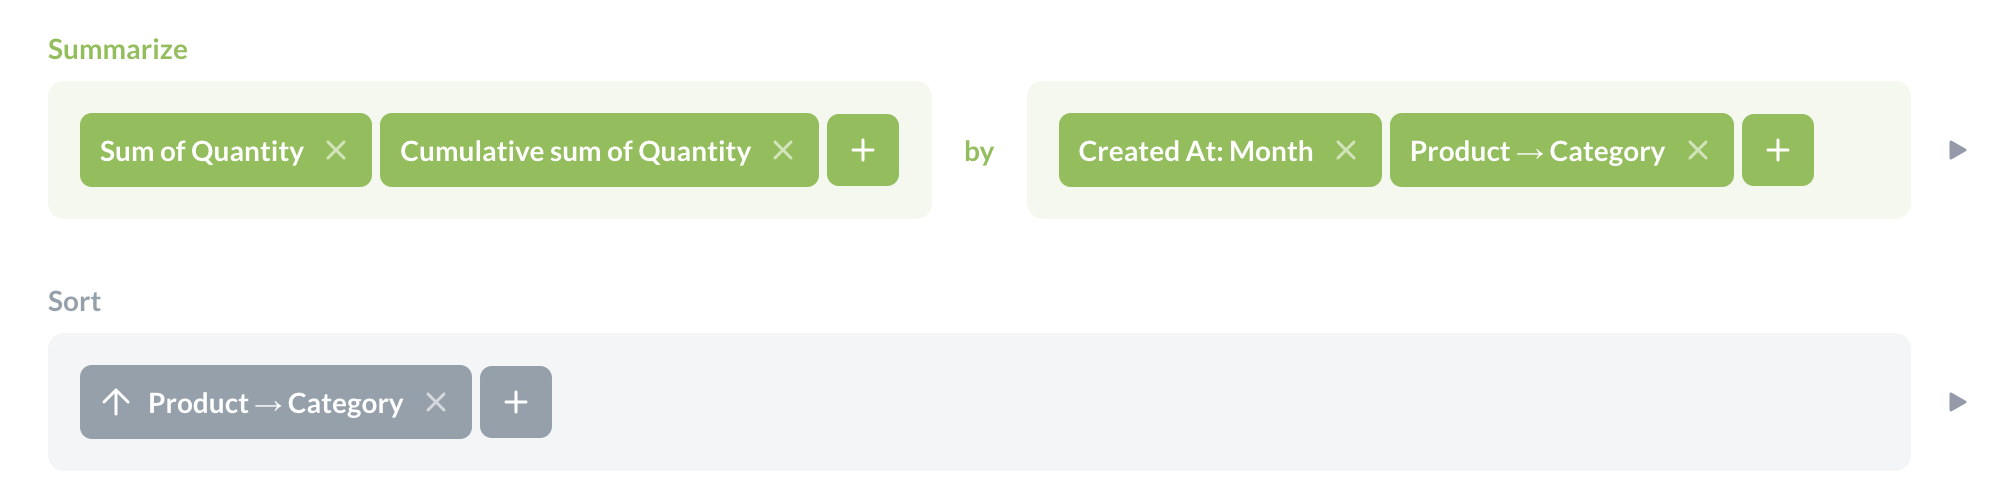 Summarize
Sum of Quantity Cumulative sum of Quantity by Created At: Month Product → Category
Sort
Product → Category